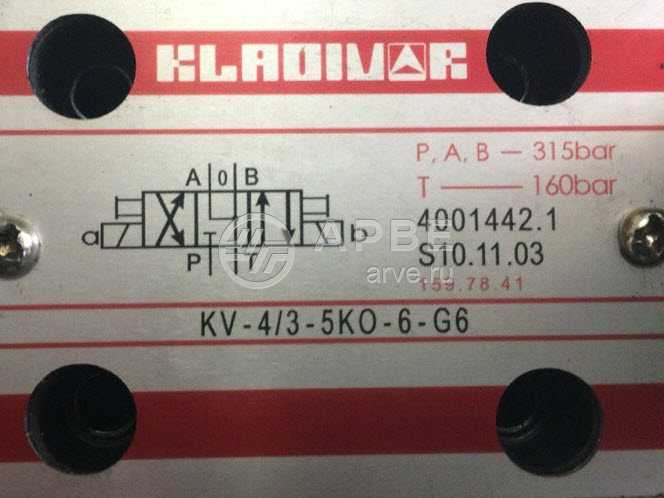 KLADIVAR
P, A, B — 315bar
T — 160bar
A 0 B
a b
P T
4001442.1
S10.11.03
159.78.41
KV-4/3-5KO-6-G6
АРВЕ
arve.ru